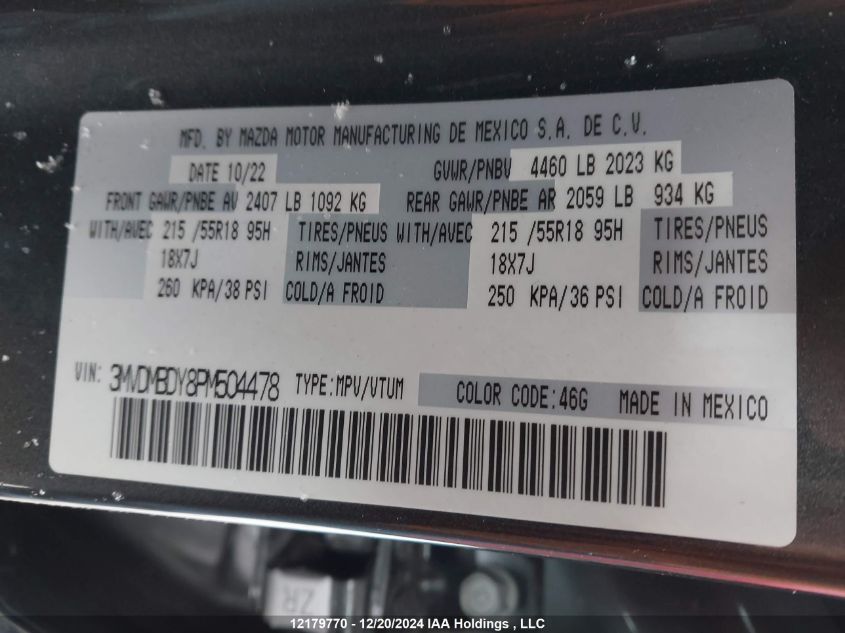 MFD. BY MAZDA MOTOR MANUFACTURING DE MEXICO S.A. DE C.V.
DATE 10/22 GVWR/PNBV 4460 LB 2023 KG
FRONT GAWR/PNBE AV 2407 LB 1092 KG REAR GAWR/PNBE AR 2059 LB 934 KG
WITH/AVEC 215 /55R18 95H TIRES/PNEUS WITH/AVEC 215 /55R18 95H TIRES/PNEUS
18X7J RIMS/JANTES 18X7J RIMS/JANTES
260 KPA/38 PSI COLD/A FROID 250 KPA/36 PSI COLD/A FROID
VIN: 3MVDMBDY8PM504478 TYPE:MPV/VTUM COLOR CODE:46G MADE IN MEXICO
ZR
12179770 - 12/20/2024 IAA Holdings , LLC